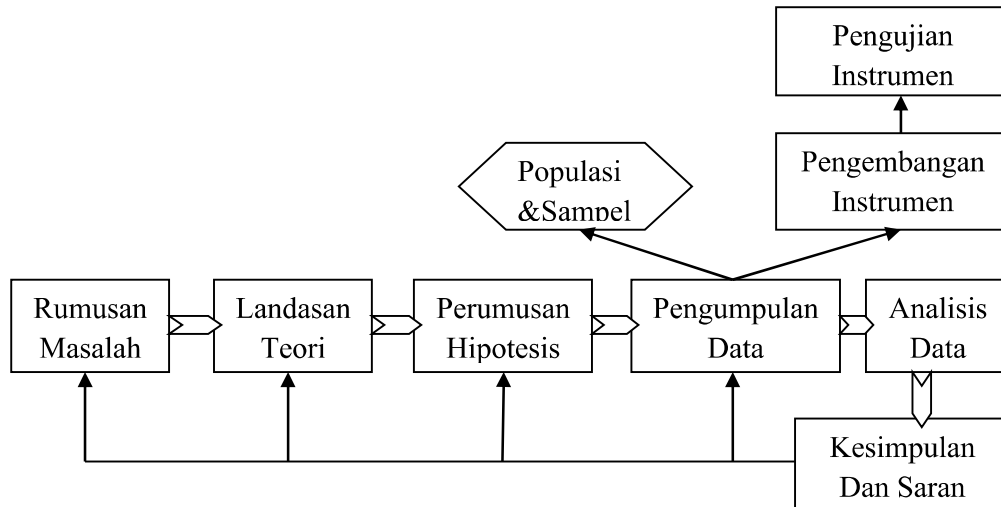 Pengujian
Instrumen
Populasi
&Sampel
Pengembangan
Instrumen
Rumusan
Masalah
Landasan
Teori
Perumusan
Hipotesis
Pengumpulan
Data
Analisis
Data
Kesimpulan
Dan Saran